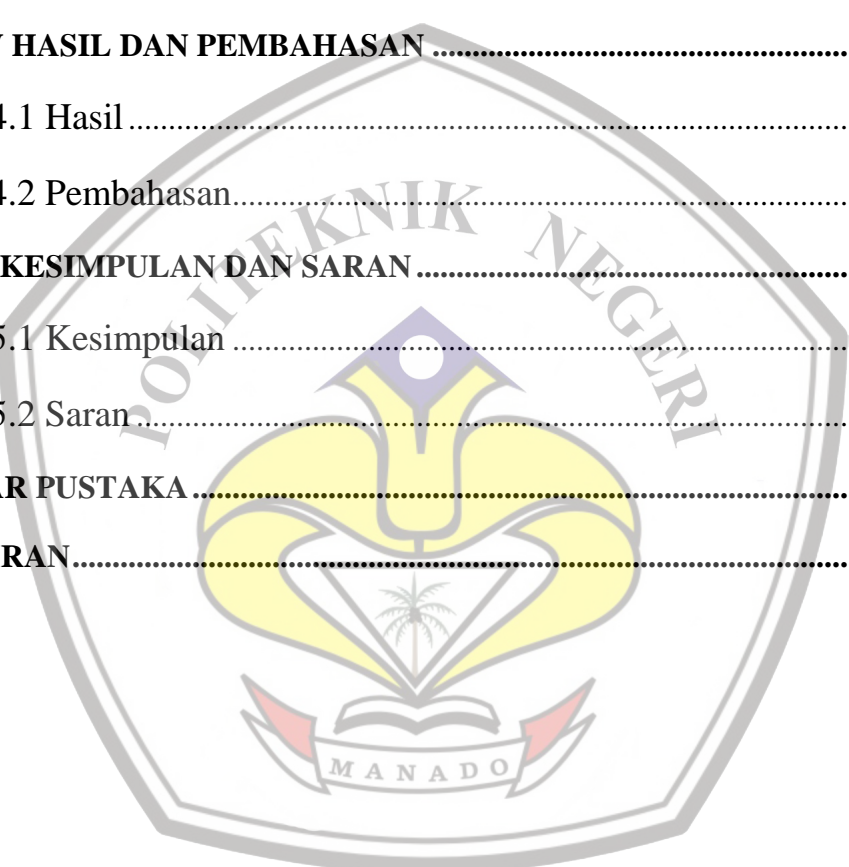 HASIL DAN PEMBAHASAN ..........................................................
4.1 Hasil ..........................................................................................
4.2 Pembahasan.............................................................................
KESIMPULAN DAN SARAN ............................................................
5.1 Kesimpulan .............................................................................
5.2 Saran ........................................................................................
PUSTAKA ...........................................................................................
POLITEKNIK NEGERI
MANADO